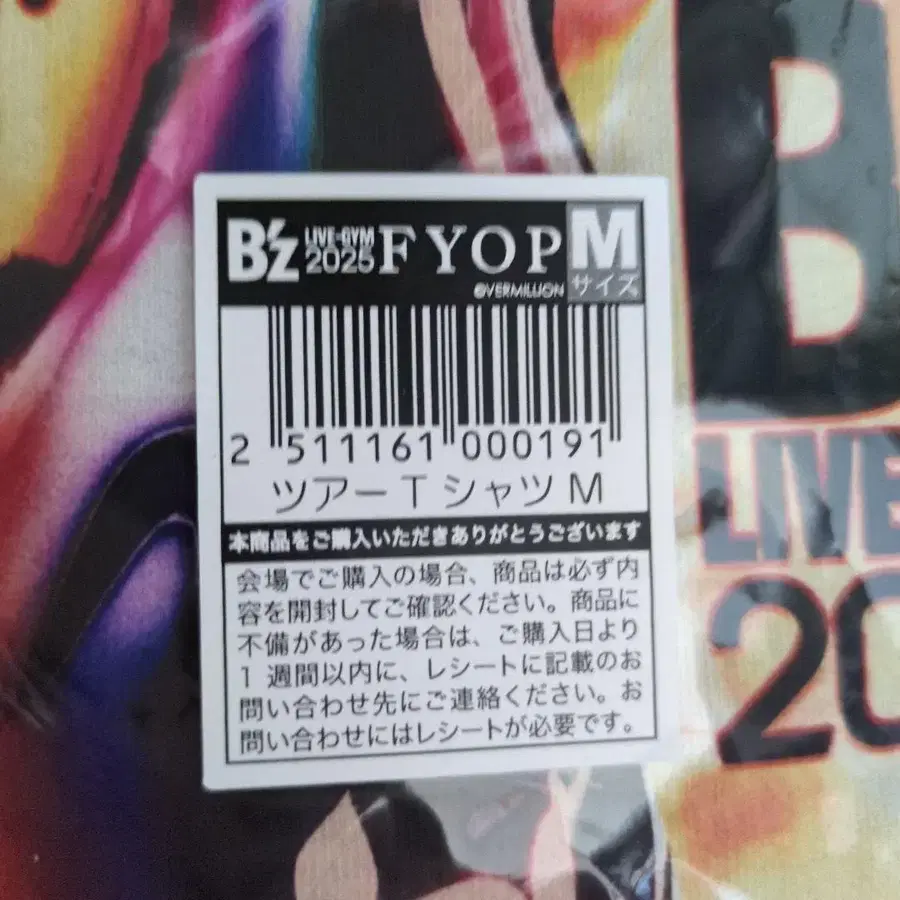 B'z LIVE-GYM 2025 FYOP M
©VERMILLION サイズ
2 511161 000191
ツアーTシャツ M
本商品をご購入いただきありがとうございます
会場でご購入の場合、商品は必ず内
容を開封してご確認ください。商品に
不備があった場合は、ご購入日より
1週間以内に、レシートに記載のお
問い合わせ先にご連絡ください。お
問い合わせにはレシートが必要です。
B
LIVE
20